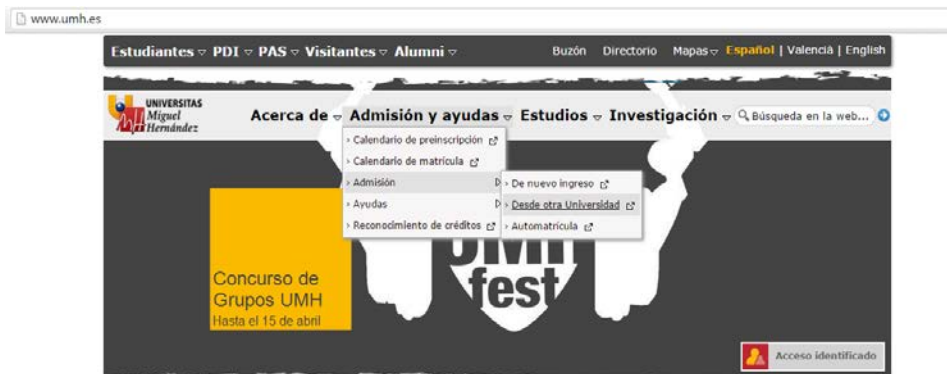 www.umh.es
Estudiantes PDI PAS Visitantes Alumni Buzón Directorio Mapas Español | Valencià | English
UNIVERSITAS
Miguel
Hernández
Acerca de Admisión y ayudas Estudios Investigación Búsqueda en la web...
Calendario de preinscripción
Calendario de matrícula
Admisión
De nuevo ingreso
Ayudas
Desde otra Universidad
Reconocimiento de créditos
Automatrícula
fest
Concurso de
Grupos UMH
Hasta el 15 de abril
Acceso identificado